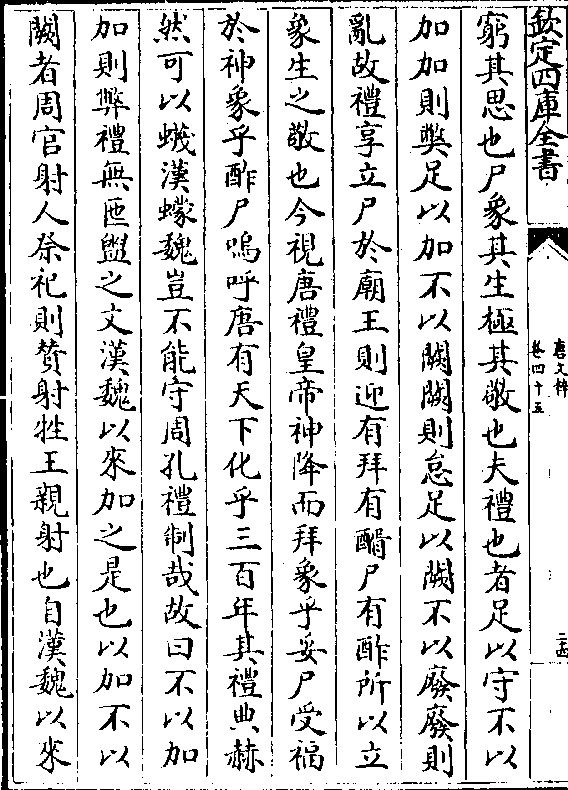 欽定四庫全書
唐文粹
卷四十五
二十四
窮其思也尸象其生極其敬也夫禮也者足以守不以
加加則弊足以加不以闕闕則怠足以闕不以廢廢則
亂故禮享立尸於廟王則迎有拜有酳尸有酢所以立
象生之敬也今視唐禮皇帝神降而拜象乎妥尸受福
於神象乎酢尸嗚呼唐有天下化乎三百年其禮典赫
然可以蟣漢蠓魏豈不能守周孔禮制哉故曰不以加
加則弊禮無匜盥之文漢魏以來加之是也以加不以
闕者周官射人祭祀則賛射牲王親射也自漢魏以來